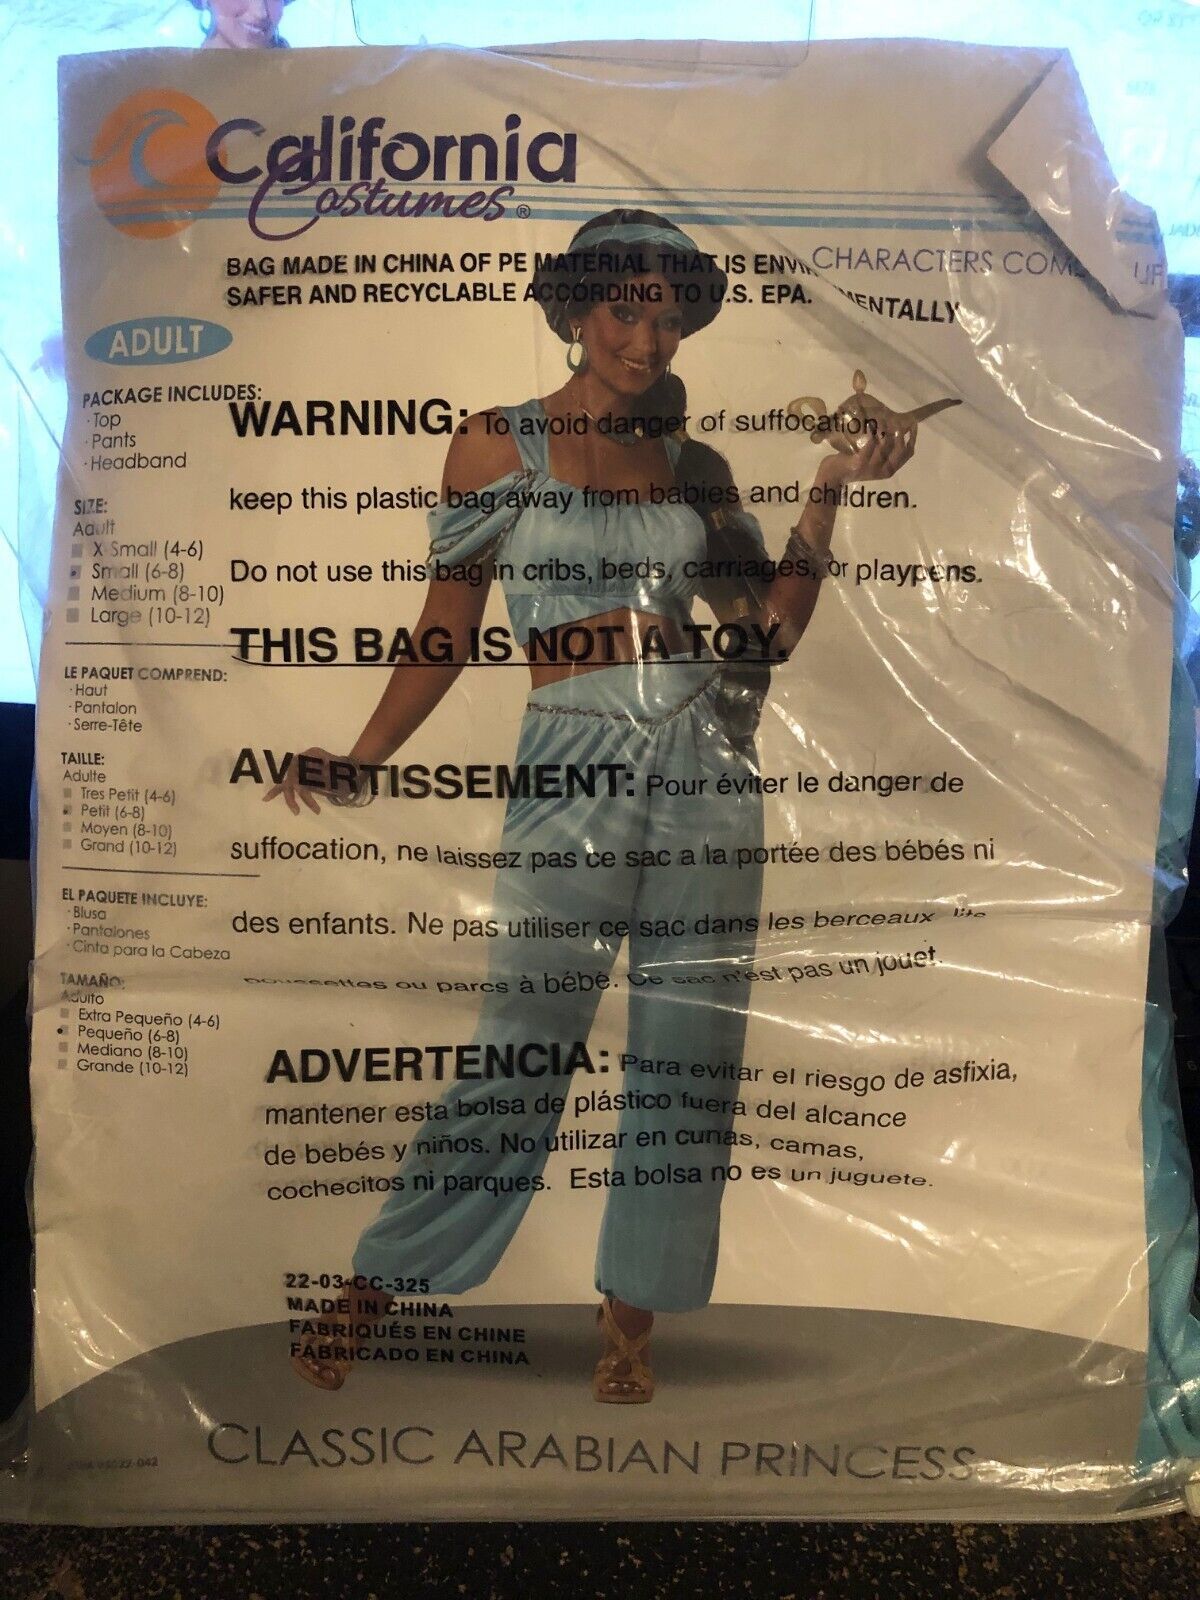 California
Costumes®
BAG MADE IN CHINA OF PE MATERIAL THAT IS
SAFER AND RECYCLABLE ACCORDING TO U.S. EPA.
CHARACTERS
ADULT
PACKAGE INCLUDES:
·Top
·Pants
·Headband
SIZE:
Adult
X Small (4-6)
Small (6-8)
Medium (8-10)
Large (10-12)
LE PAQUET COMPREND:
·Haut
·Pantalon
·Serre-Tête
TAILLE:
Adulte
Tres Petit (4-6)
Petit (6-8)
Moyen (8-10)
Grand (10-12)
EL PAQUETE INCLUYE:
·Blusa
·Pantalones
·Cinta para la Cabeza
TAMAÑO:
Adulto
Extra Pequeño (4-6)
Pequeño (6-8)
Mediano (8-10)
Grande (10-12)
WARNING: To avoid danger of suffocation,
keep this plastic bag away from babies and children.
Do not use this bag in cribs, beds, carriages, or playpens.
THIS BAG IS NOT A TOY.
AVERTISSEMENT: Pour éviter le danger de
suffocation, ne laissez pas ce sac a la portée des bébés ni
des enfants. Ne pas utiliser ce sac dans les berceaux
ou parcs à bébé. Ce sac n'est pas un jouet.
ADVERTENCIA: Para evitar el riesgo de asfixia,
mantener esta bolsa de plástico fuera del alcance
de bebés y niños. No utilizar en cunas, camas,
cochecitos ni parques. Esta bolsa no es un juguete.
22-03-CC-325
MADE IN CHINA
FABRIQUÉS EN CHINE
FABRICADO EN CHINA
CLASSIC ARABIAN PRINCESS